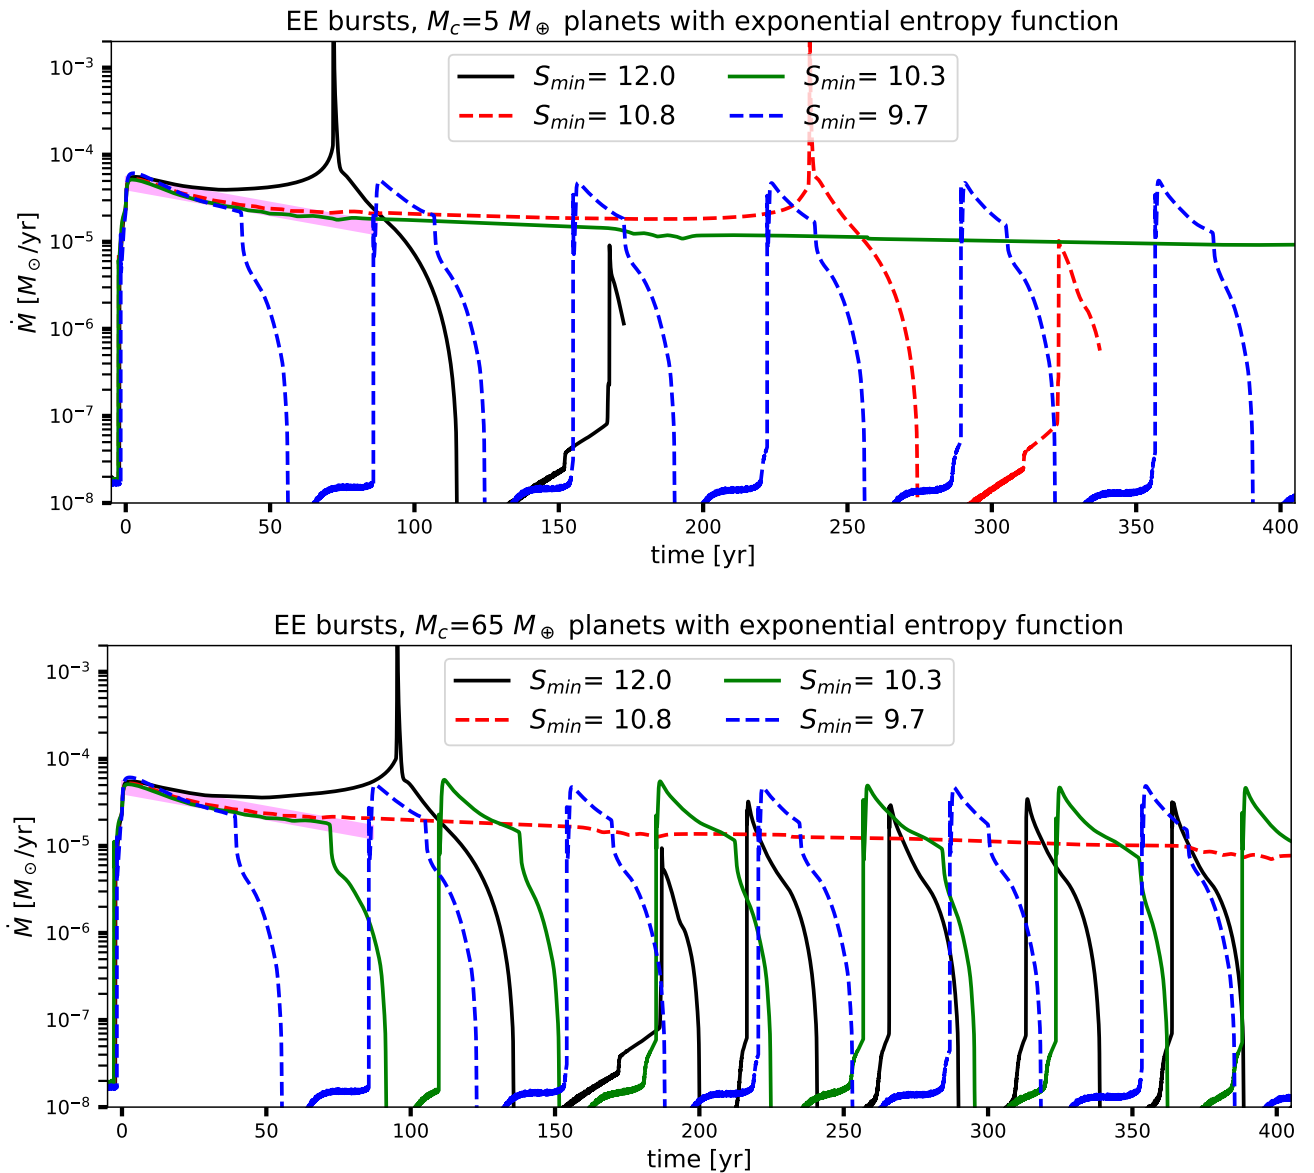 EE bursts, M_c=5 M_⊕ planets with exponential entropy function
S_min= 12.0
S_min= 10.8
S_min= 10.3
S_min= 9.7
Ṁ [M_⊙/yr]
10⁻³
10⁻⁴
10⁻⁵
10⁻⁶
10⁻⁷
10⁻⁸
0 50 100 150 200 250 300 350 400
time [yr]
EE bursts, M_c=65 M_⊕ planets with exponential entropy function
S_min= 12.0
S_min= 10.8
S_min= 10.3
S_min= 9.7
Ṁ [M_⊙/yr]
10⁻³
10⁻⁴
10⁻⁵
10⁻⁶
10⁻⁷
10⁻⁸
0 50 100 150 200 250 300 350 400
time [yr]